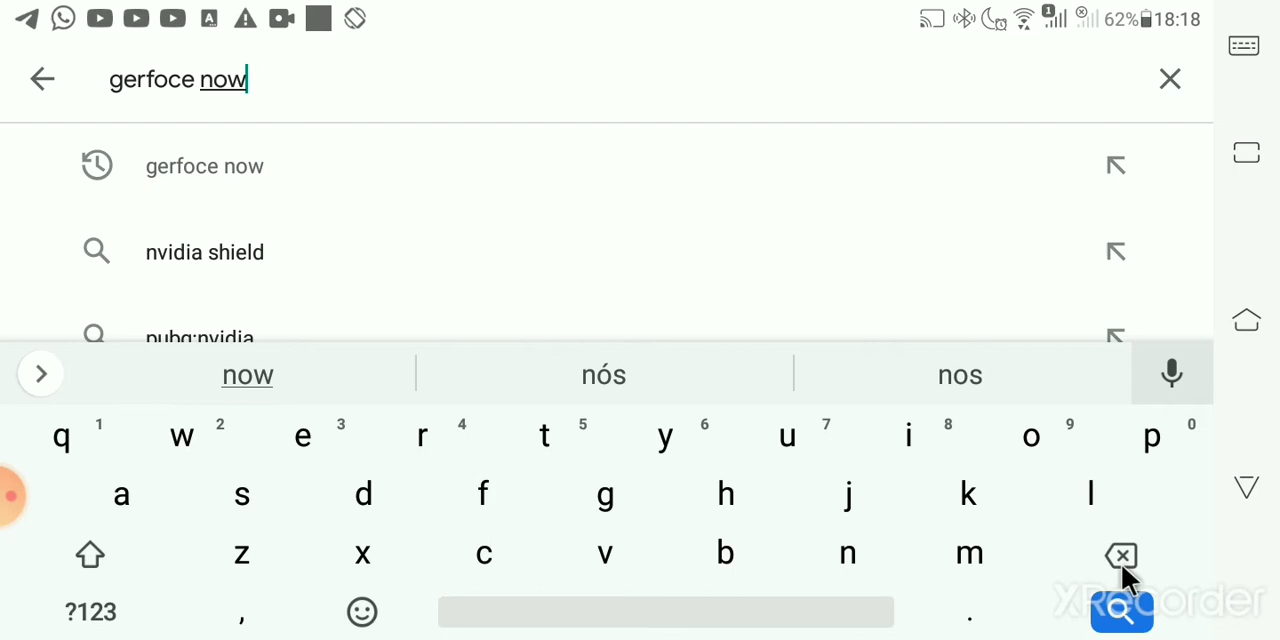 1 62% 18:18
gerfoce now
gerfoce now
nvidia shield
pubg:nvidia
now nós nos
q 1 w 2 e 3 r 4 t 5 y 6 u 7 i 8 o 9 p 0
a s d f g h j k l
z x c v b n m
?123 , .
XRecorder